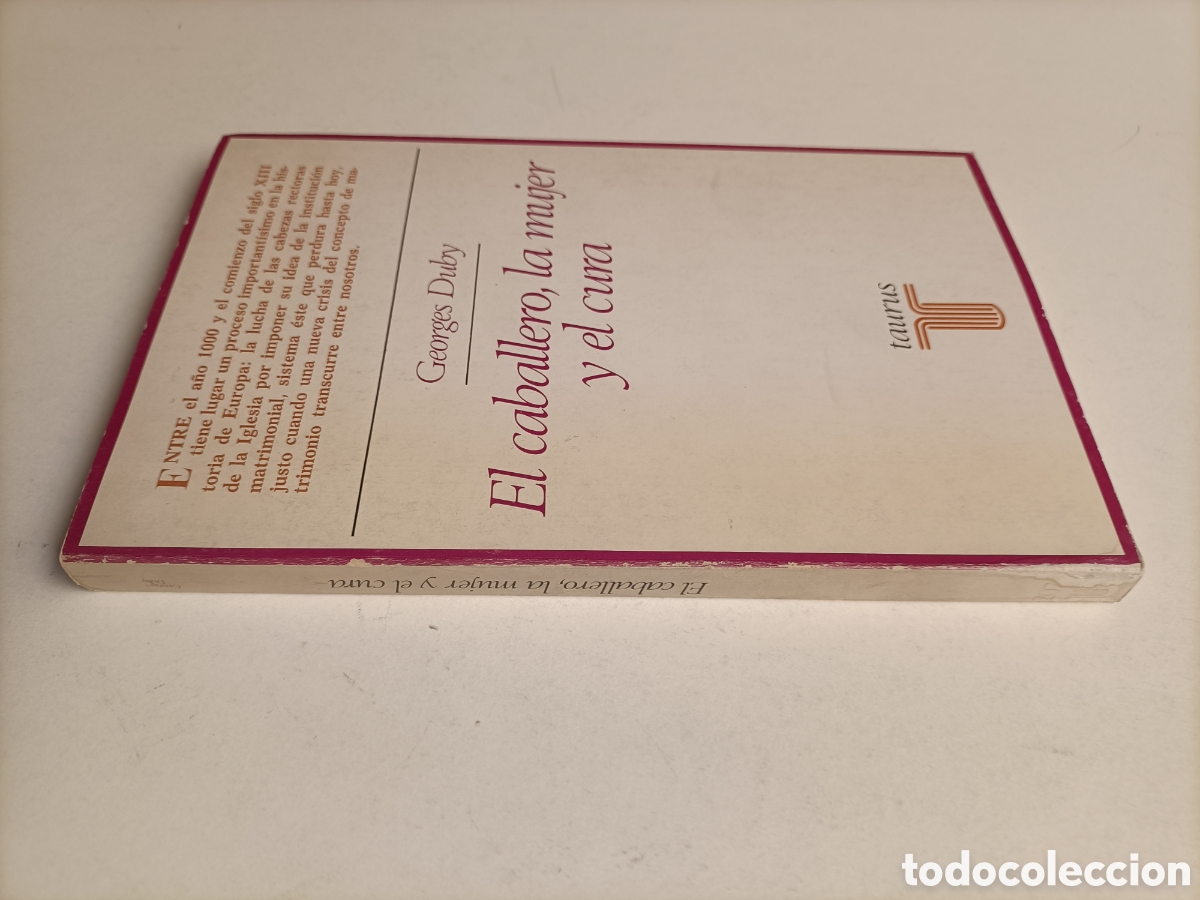 ENTRE el año 1000 y el comienzo del siglo XIII
tiene lugar un proceso importantísimo en la his-
toria de Europa: la lucha de las cabezas rectoras
de la Iglesia por imponer su idea de la institución
matrimonial, sistema éste que perdura hasta hoy,
justo cuando una nueva crisis del concepto de ma-
trimonio transcurre entre nosotros.
Georges Duby
El caballero, la mujer
y el cura
taurus
El caballero, la mujer y el cura
todocoleccion